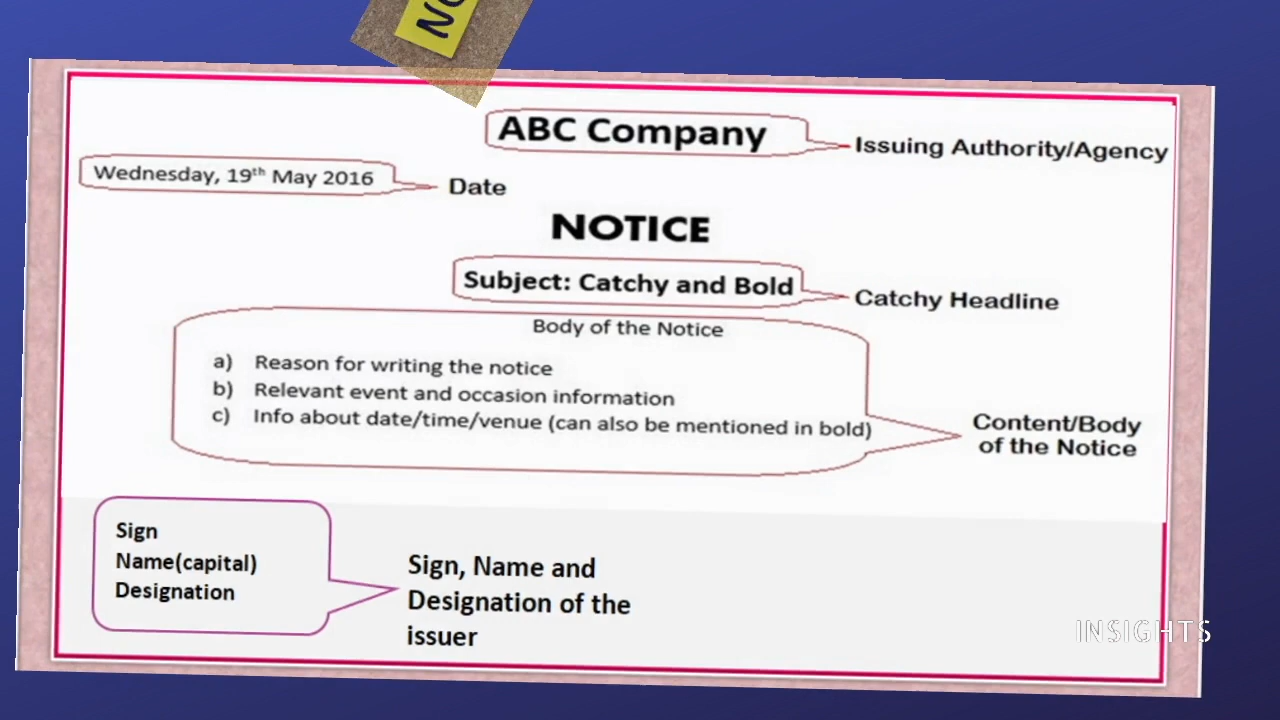 ABC Company
Issuing Authority/Agency
Wednesday, 19th May 2016
Date
NOTICE
Subject: Catchy and Bold
Catchy Headline
Body of the Notice
a) Reason for writing the notice
b) Relevant event and occasion information
c) Info about date/time/venue (can also be mentioned in bold)
Content/Body
of the Notice
Sign
Name(capital)
Designation
Sign, Name and
Designation of the
issuer
INSIGHTS